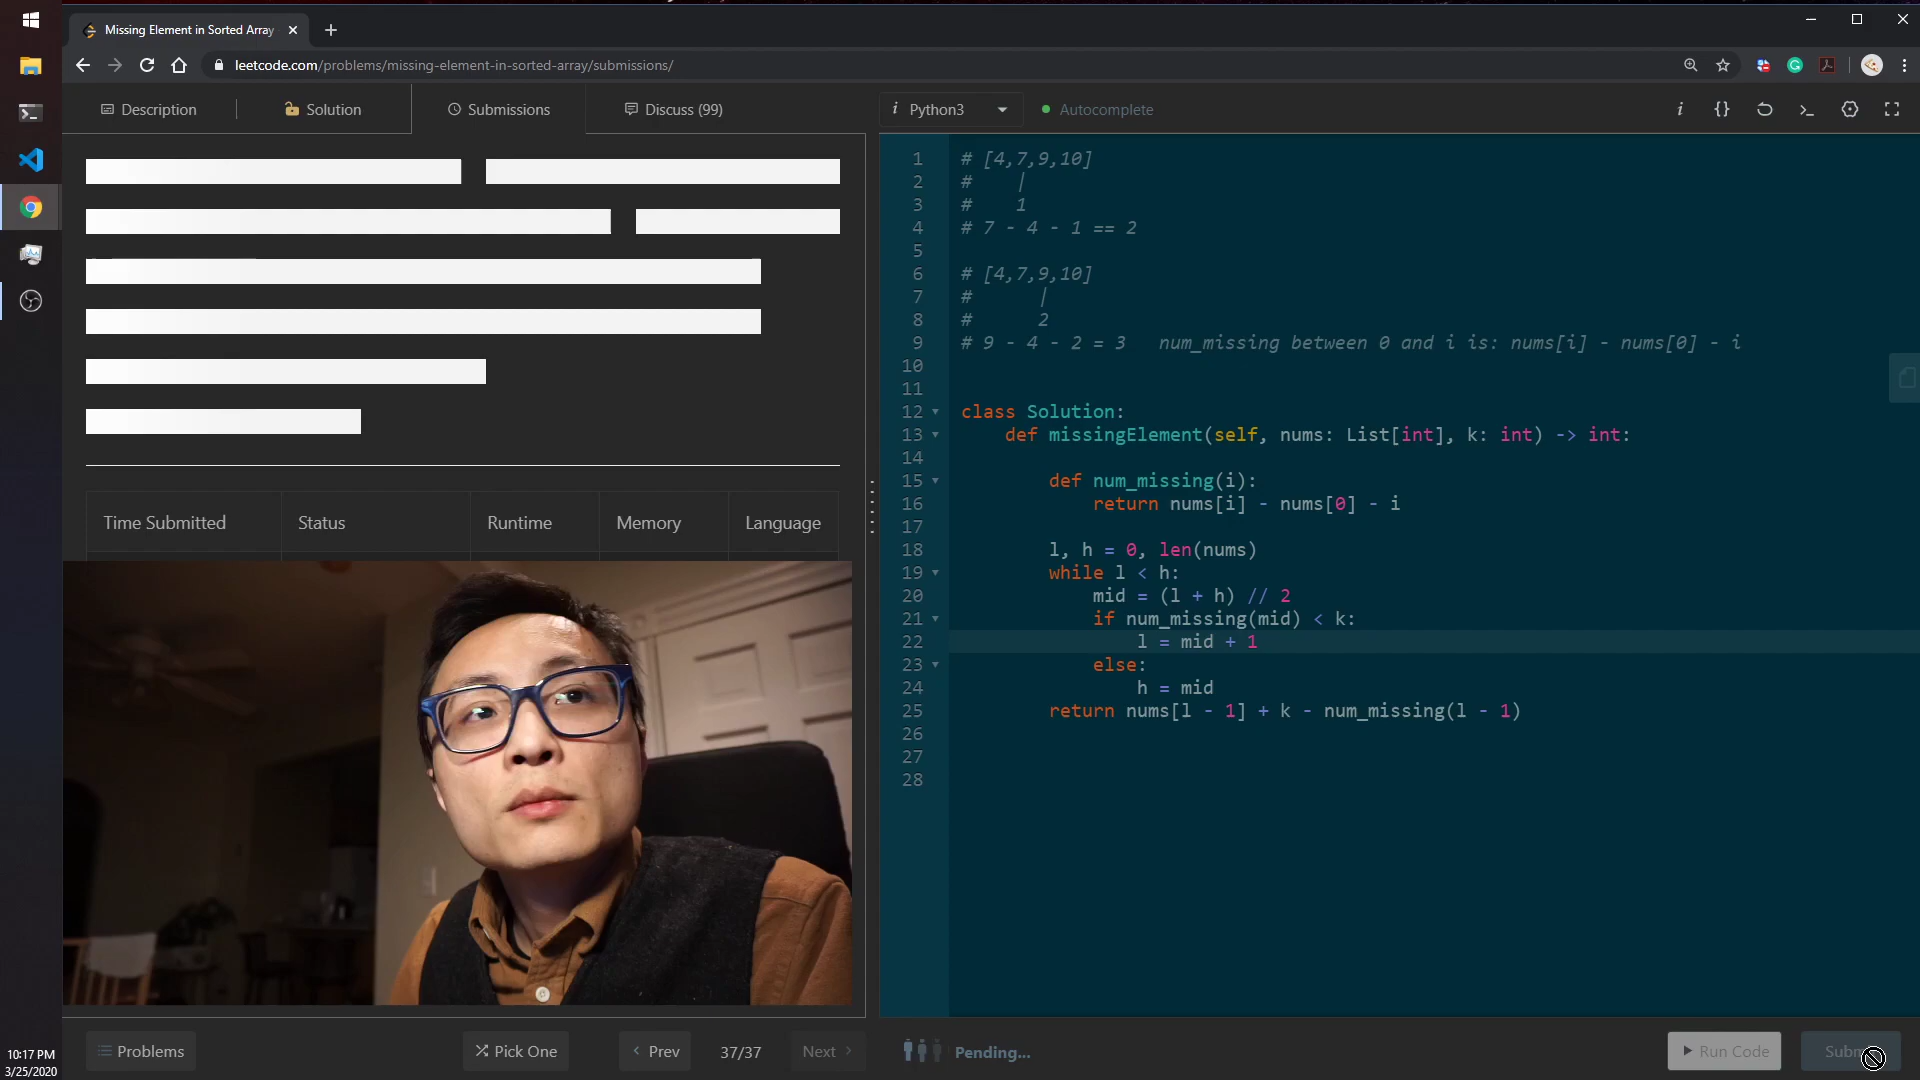 Missing Element in Sorted Array
leetcode.com/problems/missing-element-in-sorted-array/submissions/
Description
Solution
Submissions
Discuss (99)
i Python3
Autocomplete
i {}
Time Submitted Status Runtime Memory Language
1 # [4,7,9,10]
2 # |
3 # 1
4 # 7 - 4 - 1 == 2
5
6 # [4,7,9,10]
7 # |
8 # 2
9 # 9 - 4 - 2 = 3 num_missing between 0 and i is: nums[i] - nums[0] - i
10
11
12 class Solution:
13 def missingElement(self, nums: List[int], k: int) -> int:
14
15 def num_missing(i):
16 return nums[i] - nums[0] - i
17
18 l, h = 0, len(nums)
19 while l < h:
20 mid = (l + h) // 2
21 if num_missing(mid) < k:
22 l = mid + 1
23 else:
24 h = mid
25 return nums[l - 1] + k - num_missing(l - 1)
26
27
28
Problems
Pick One
Prev
37/37
Next
Pending...
Run Code
10:17 PM
3/25/2020